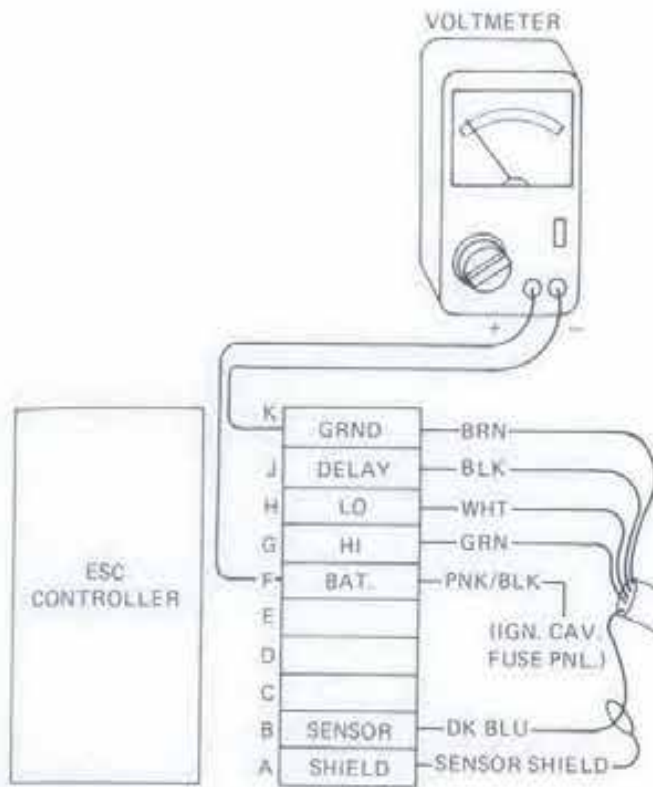 VOLTMETER
+ −
K GRND BRN
J DELAY BLK
H LO WHT
G HI GRN
F BAT. PNK/BLK
E
(IGN. CAV.
FUSE PNL.)
D
C
B SENSOR DK BLU
A SHIELD SENSOR SHIELD
ESC
CONTROLLER